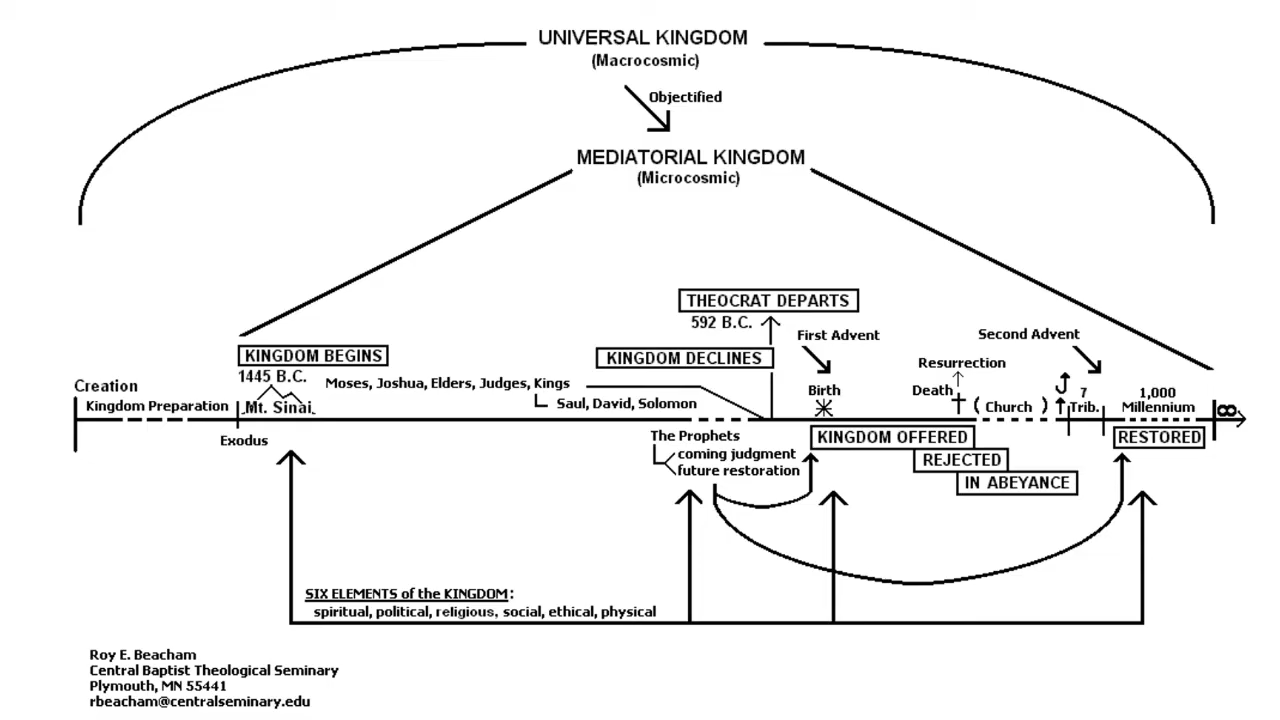 UNIVERSAL KINGDOM
(Macrocosmic)
Objectified
MEDIATORIAL KINGDOM
(Microcosmic)
THEOCRAT DEPARTS
592 B.C.
First Advent
Second Advent
KINGDOM BEGINS
1445 B.C.
KINGDOM DECLINES
Resurrection
Creation
Moses, Joshua, Elders, Judges, Kings
Saul, David, Solomon
Birth
Death
7
Trib.
1,000
Millennium
Kingdom Preparation
Mt. Sinai
(Church)
∞
Exodus
The Prophets
coming judgment
future restoration
KINGDOM OFFERED
REJECTED
IN ABEYANCE
RESTORED
SIX ELEMENTS of the KINGDOM:
spiritual, political, religious, social, ethical, physical
Roy E. Beacham
Central Baptist Theological Seminary
Plymouth, MN 55441
rbeacham@centralseminary.edu